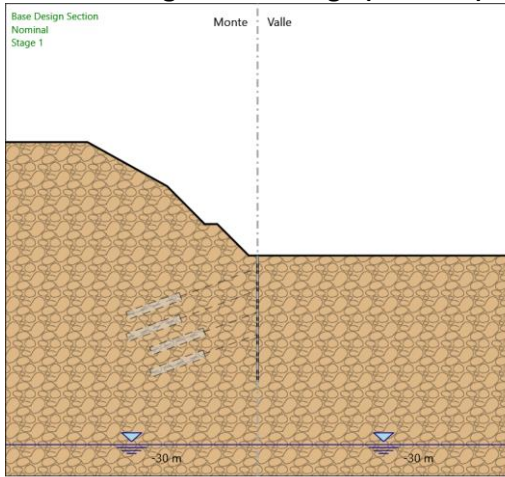 Base Design Section
Nominal
Stage 1
Monte
Valle
-30 m
-30 m